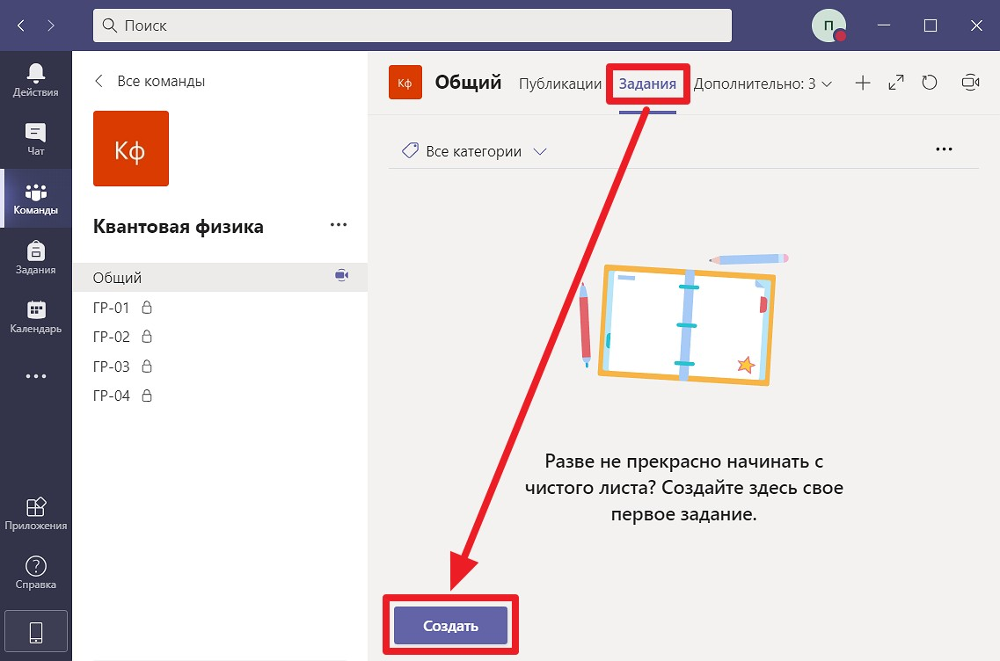 Поиск
П
Действия
Чат
Команды
Задания
Календарь
Приложения
Справка
Все команды
Кф
Квантовая физика
Общий
ГР-01
ГР-02
ГР-03
ГР-04
Кф
Общий
Публикации
Задания
Дополнительно: 3
Все категории
Разве не прекрасно начинать с
чистого листа? Создайте здесь свое
первое задание.
Создать